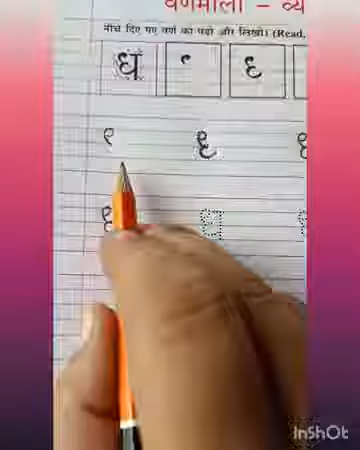 वर्णमाला – व्य
नीचे दिए गए वर्ण को पढ़ो और लिखो। (Read,
ध
InShOt